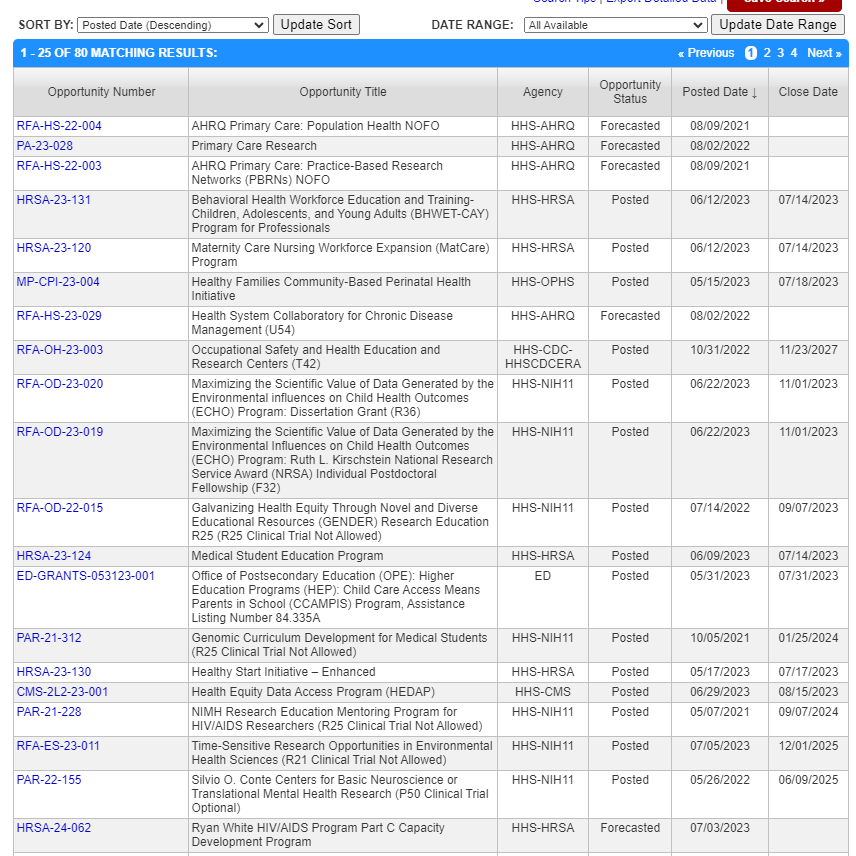 Search Tips | Export Detailed Data | Save Search »
SORT BY: Posted Date (Descending) Update Sort DATE RANGE: All Available Update Date Range
1 - 25 OF 80 MATCHING RESULTS: « Previous 1 2 3 4 Next »
Opportunity Number Opportunity Title Agency Opportunity Status Posted Date ↓ Close Date
RFA-HS-22-004 AHRQ Primary Care: Population Health NOFO HHS-AHRQ Forecasted 08/09/2021
PA-23-028 Primary Care Research HHS-AHRQ Forecasted 08/02/2022
RFA-HS-22-003 AHRQ Primary Care: Practice-Based Research HHS-AHRQ Forecasted 08/09/2021
Networks (PBRNs) NOFO
HRSA-23-131 Behavioral Health Workforce Education and Training- HHS-HRSA Posted 06/12/2023 07/14/2023
Children, Adolescents, and Young Adults (BHWET-CAY)
Program for Professionals
HRSA-23-120 Maternity Care Nursing Workforce Expansion (MatCare) HHS-HRSA Posted 06/12/2023 07/14/2023
Program
MP-CPI-23-004 Healthy Families Community-Based Perinatal Health HHS-OPHS Posted 05/15/2023 07/18/2023
Initiative
RFA-HS-23-029 Health System Collaboratory for Chronic Disease HHS-AHRQ Forecasted 08/02/2022
Management (U54)
RFA-OH-23-003 Occupational Safety and Health Education and HHS-CDC- Posted 10/31/2022 11/23/2027
Research Centers (T42) HHSCDCERA
RFA-OD-23-020 Maximizing the Scientific Value of Data Generated by the HHS-NIH11 Posted 06/22/2023 11/01/2023
Environmental influences on Child Health Outcomes
(ECHO) Program: Dissertation Grant (R36)
RFA-OD-23-019 Maximizing the Scientific Value of Data Generated by the HHS-NIH11 Posted 06/22/2023 11/01/2023
Environmental Influences on Child Health Outcomes
(ECHO) Program: Ruth L. Kirschstein National Research
Service Award (NRSA) Individual Postdoctoral
Fellowship (F32)
RFA-OD-22-015 Galvanizing Health Equity Through Novel and Diverse HHS-NIH11 Posted 07/14/2022 09/07/2023
Educational Resources (GENDER) Research Education
R25 (R25 Clinical Trial Not Allowed)
HRSA-23-124 Medical Student Education Program HHS-HRSA Posted 06/09/2023 07/14/2023
ED-GRANTS-053123-001 Office of Postsecondary Education (OPE): Higher ED Posted 05/31/2023 07/31/2023
Education Programs (HEP): Child Care Access Means
Parents in School (CCAMPIS) Program, Assistance
Listing Number 84.335A
PAR-21-312 Genomic Curriculum Development for Medical Students HHS-NIH11 Posted 10/05/2021 01/25/2024
(R25 Clinical Trial Not Allowed)
HRSA-23-130 Healthy Start Initiative – Enhanced HHS-HRSA Posted 05/17/2023 07/17/2023
CMS-2L2-23-001 Health Equity Data Access Program (HEDAP) HHS-CMS Posted 06/29/2023 08/15/2023
PAR-21-228 NIMH Research Education Mentoring Program for HHS-NIH11 Posted 05/07/2021 09/07/2024
HIV/AIDS Researchers (R25 Clinical Trial Not Allowed)
RFA-ES-23-011 Time-Sensitive Research Opportunities in Environmental HHS-NIH11 Posted 07/05/2023 12/01/2025
Health Sciences (R21 Clinical Trial Not Allowed)
PAR-22-155 Silvio O. Conte Centers for Basic Neuroscience or HHS-NIH11 Posted 05/26/2022 06/09/2025
Translational Mental Health Research (P50 Clinical Trial
Optional)
HRSA-24-062 Ryan White HIV/AIDS Program Part C Capacity HHS-HRSA Forecasted 07/03/2023
Development Program